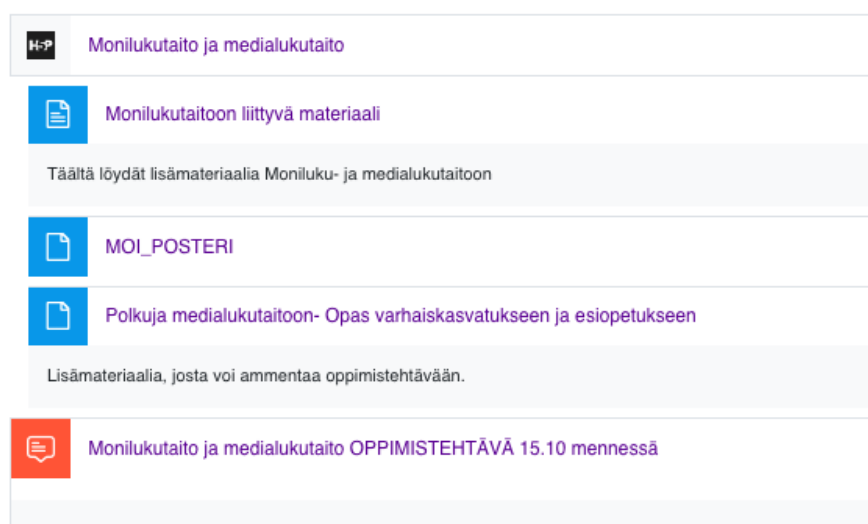 H-P
Monilukutaito ja medialukutaito
Monilukutaitoon liittyvä materiaali
Täältä löydät lisämateriaalia Moniluku- ja medialukutaitoon
MOI_POSTERI
Polkuja medialukutaitoon- Opas varhaiskasvatukseen ja esiopetukseen
Lisämateriaalia, josta voi ammentaa oppimistehtävään.
Monilukutaito ja medialukutaito OPPIMISTEHTÄVÄ 15.10 mennessä